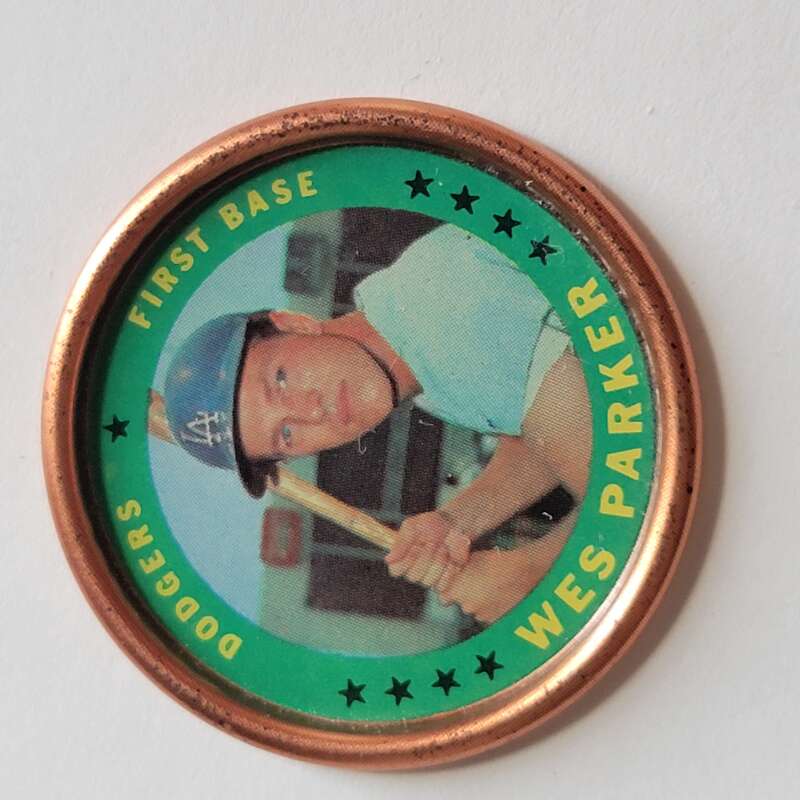 DODGERS ★ FIRST BASE
LA
★★★★ WES PARKER ★★★★